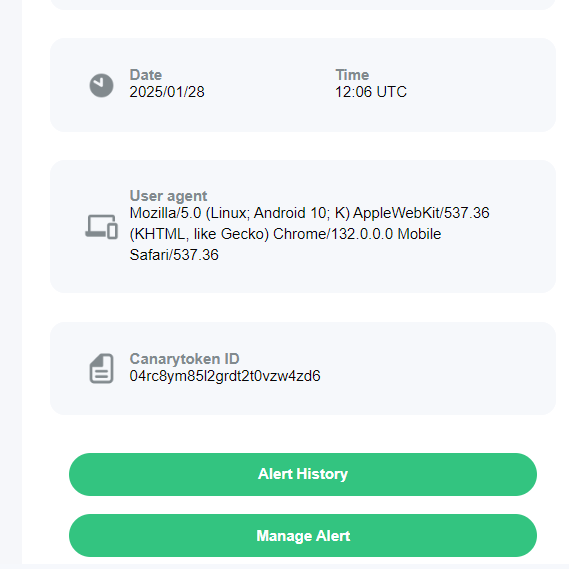 Date
2025/01/28
Time
12:06 UTC
User agent
Mozilla/5.0 (Linux; Android 10; K) AppleWebKit/537.36
(KHTML, like Gecko) Chrome/132.0.0.0 Mobile
Safari/537.36
Canarytoken ID
04rc8ym85l2grdt2t0vzw4zd6
Alert History
Manage Alert